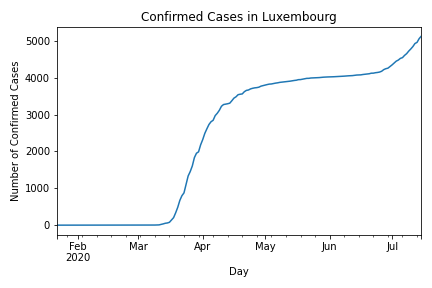 Confirmed Cases in Luxembourg
Number of Confirmed Cases
5000
4000
3000
2000
1000
0
Feb Mar Apr May Jun Jul
2020
Day